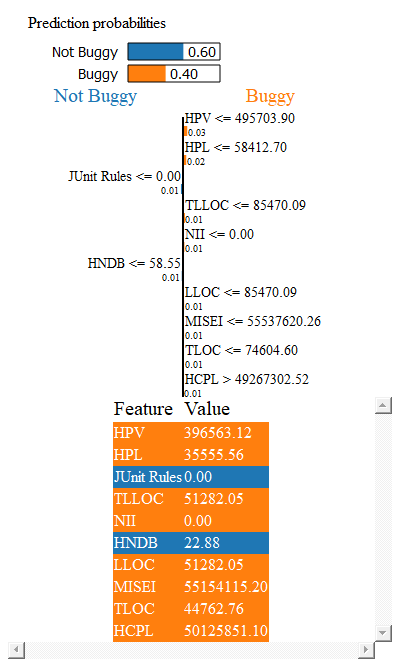 Prediction probabilities
Not Buggy 0.60
Buggy 0.40
Not Buggy Buggy
HPV <= 495703.90
0.03
HPL <= 58412.70
0.02
JUnit Rules <= 0.00
0.01
TLLOC <= 85470.09
0.01
NII <= 0.00
0.01
HNDB <= 58.55
0.01
LLOC <= 85470.09
0.01
MISEI <= 55537620.26
0.01
TLOC <= 74604.60
0.01
HCPL > 49267302.52
0.01
Feature Value
HPV 396563.12
HPL 35555.56
JUnit Rules 0.00
TLLOC 51282.05
NII 0.00
HNDB 22.88
LLOC 51282.05
MISEI 55154115.20
TLOC 44762.76
HCPL 50125851.10